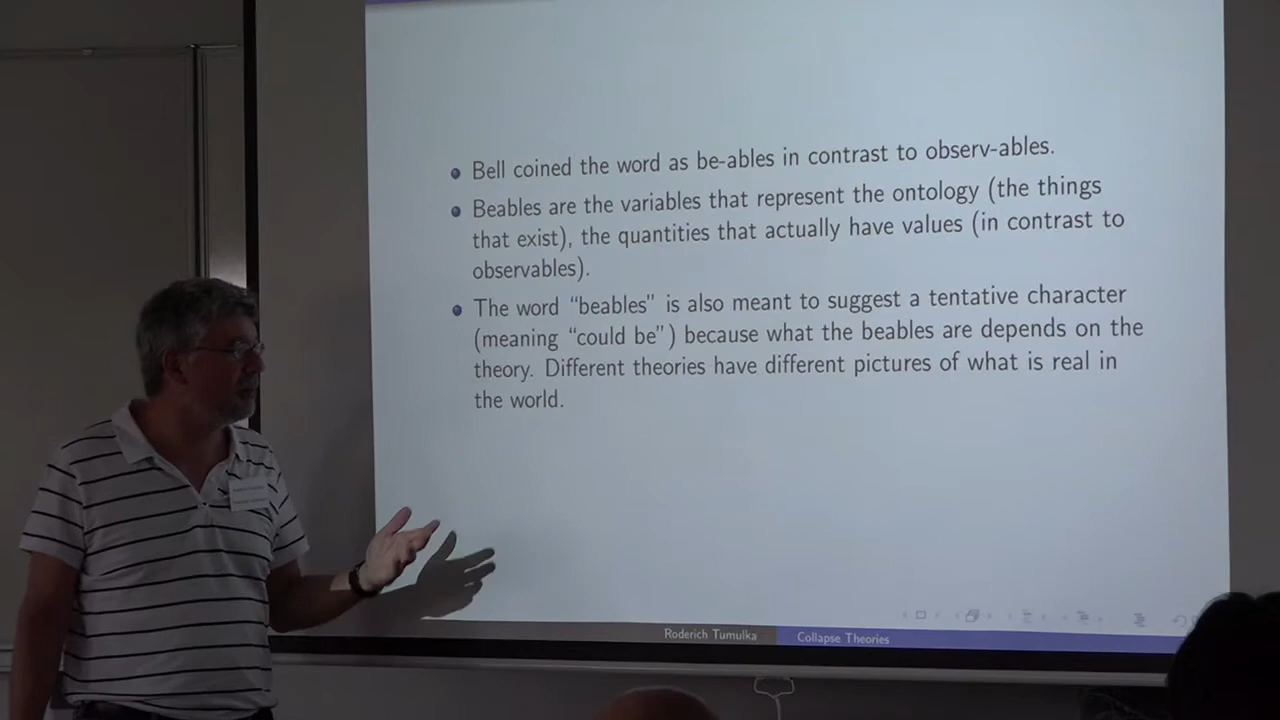 Bell coined the word as be-ables in contrast to observ-ables.
Beables are the variables that represent the ontology (the things
that exist), the quantities that actually have values (in contrast to
observables).
The word “beables” is also meant to suggest a tentative character
(meaning “could be”) because what the beables are depends on the
theory. Different theories have different pictures of what is real in
the world.
Roderich Tumulka
Collapse Theories